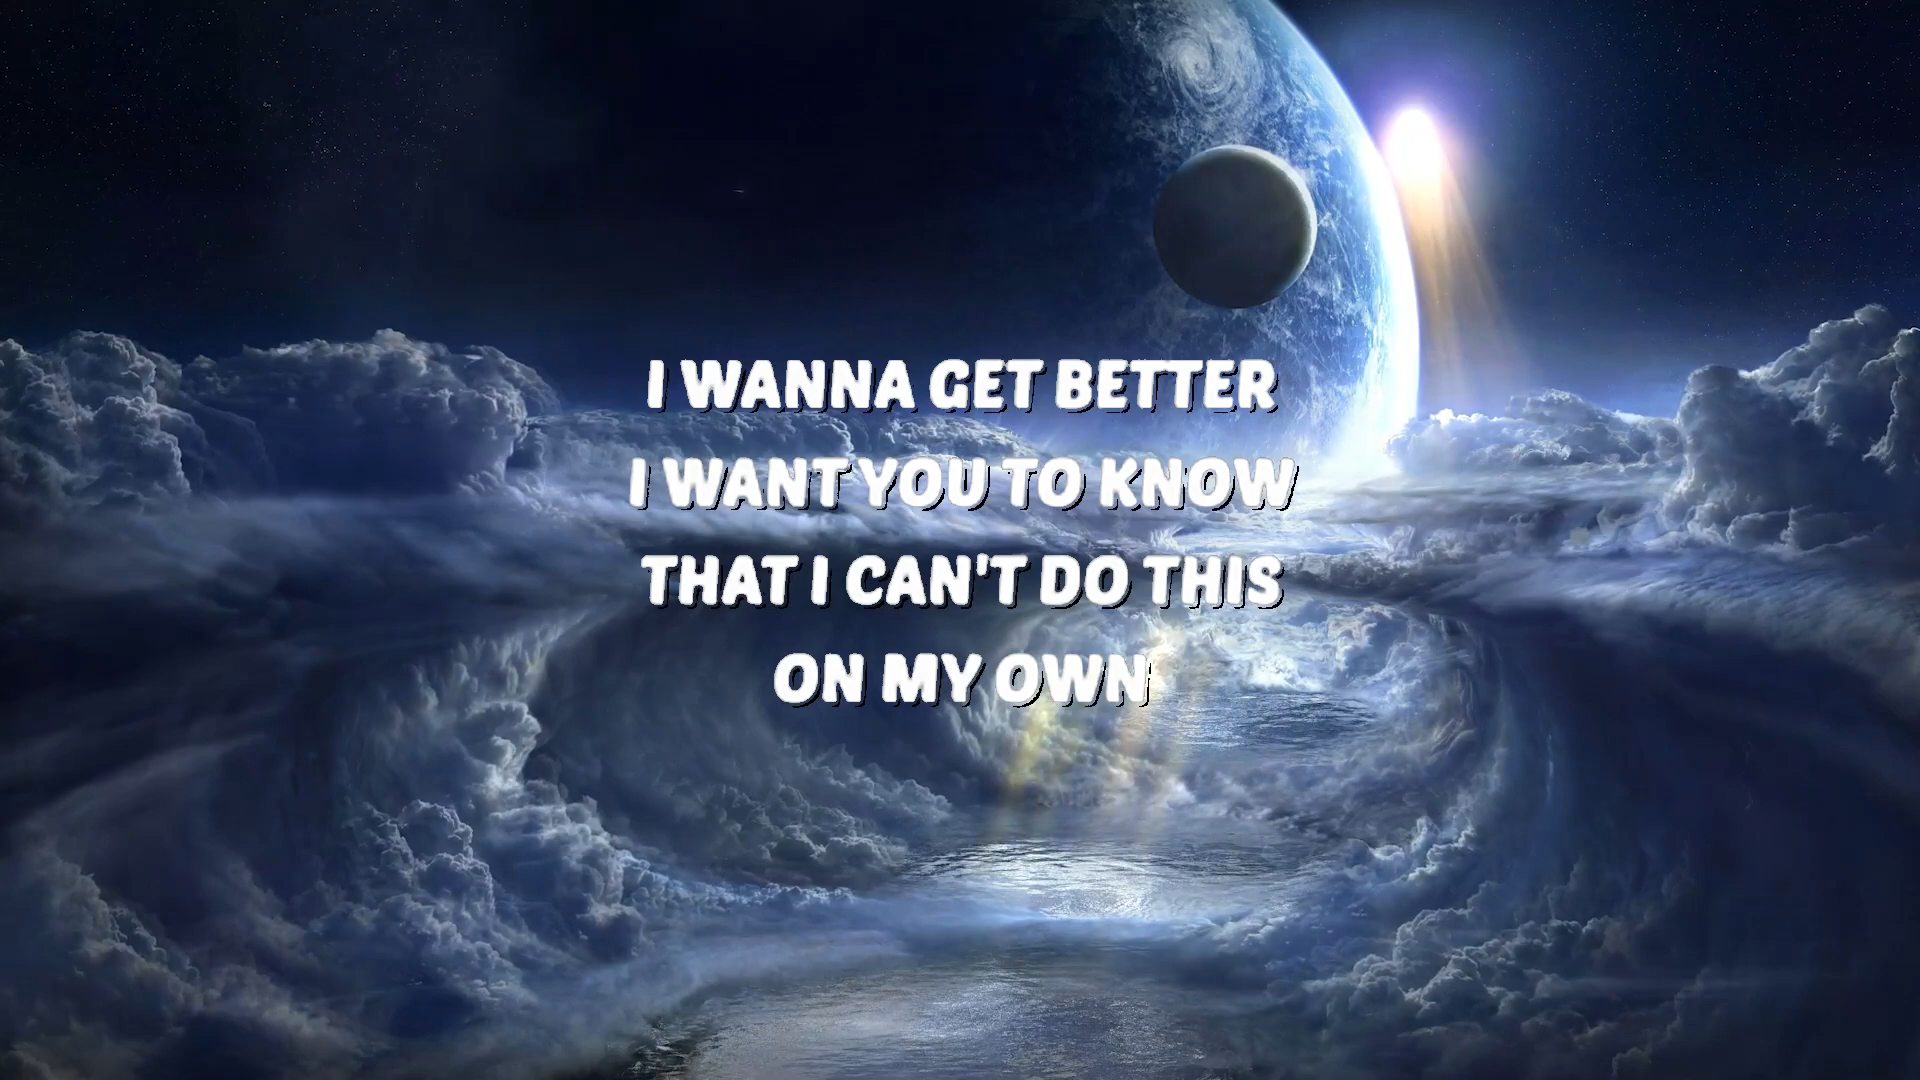 I WANNA GET BETTER
I WANT YOU TO KNOW
THAT I CAN'T DO THIS
ON MY OWN